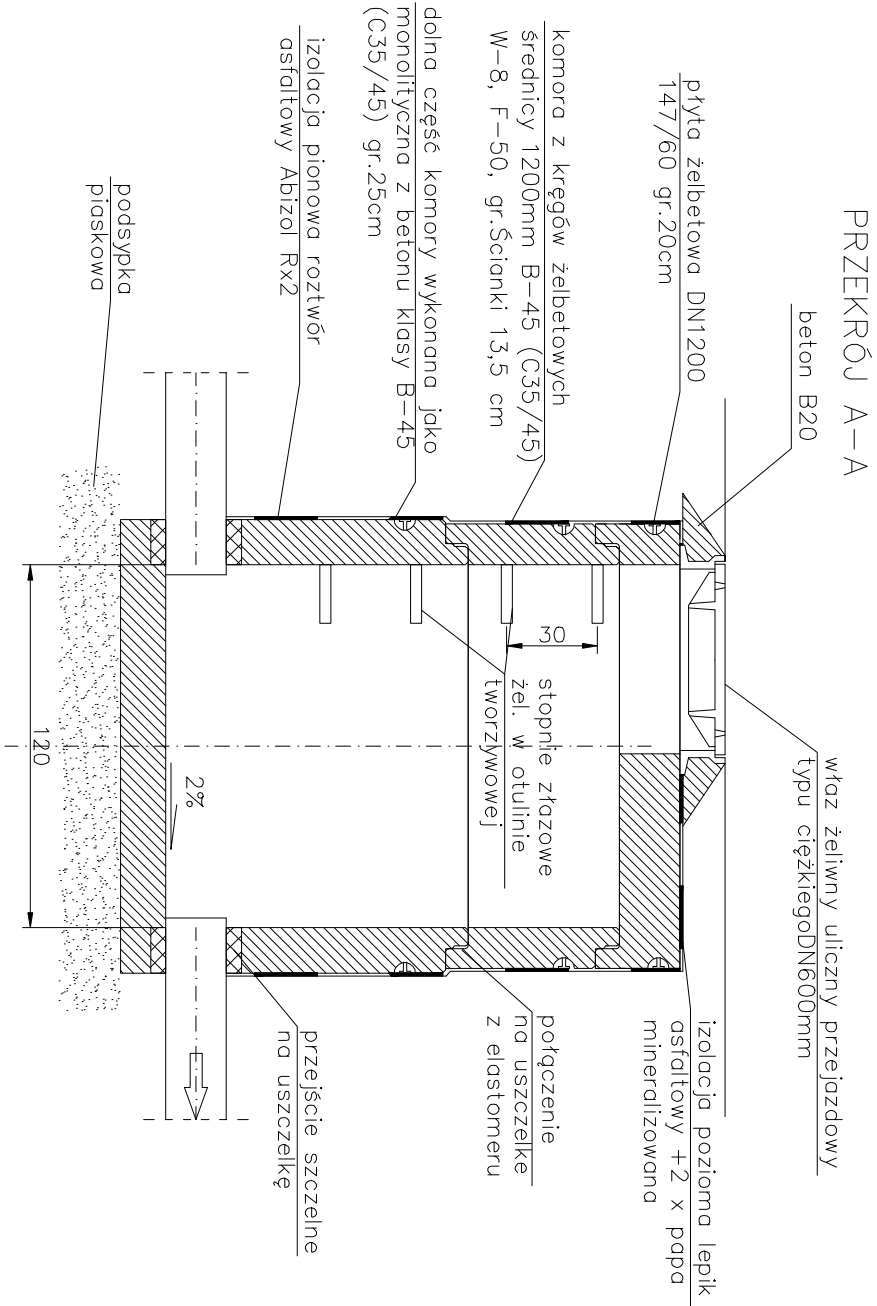 PRZEKRÓJ A-A
beton B20
płyta żelbetowa DN1200
147/60 gr.20cm
komora z kręgów żelbetowych
średnicy 1200mm B-45 (C35/45)
W-8, F-50, gr.Ścianki 13,5 cm
dolna część komory wykonana jako
monolityczna z betonu klasy B-45
(C35/45) gr.25cm
izolacja pionowa roztwór
asfaltowy Abizol Rx2
podsypka
piaskowa
30
stopnie złazowe
żel. w otulinie
tworzywowej
2%
120
właz żeliwny uliczny przejazdowy
typu ciężkiegoDN600mm
izolacja pozioma lepik
asfaltowy +2 x papa
mineralizowana
połączenie
na uszczelke
z elastomeru
przejście szczelne
na uszczelkę